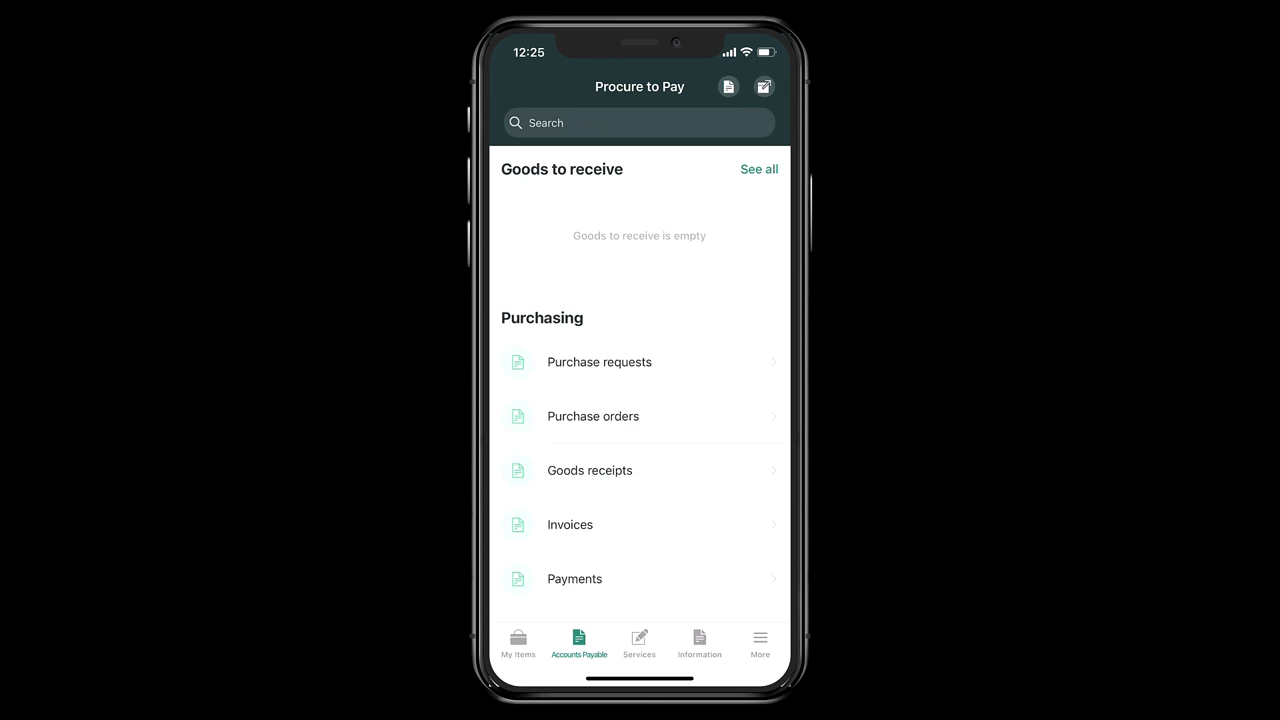 12:25
Procure to Pay
Search
Goods to receive
See all
Goods to receive is empty
Purchasing
Purchase requests
Purchase orders
Goods receipts
Invoices
Payments
My Items
Accounts Payable
Services
Information
More